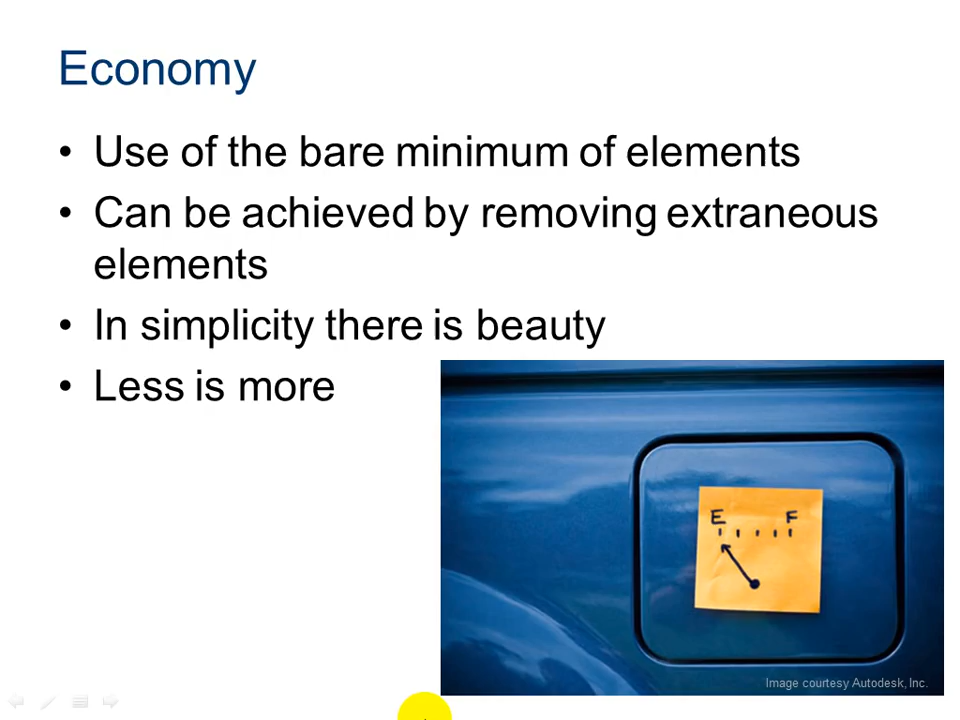 Economy
• Use of the bare minimum of elements
• Can be achieved by removing extraneous
elements
• In simplicity there is beauty
• Less is more
E F
Image courtesy Autodesk, Inc.